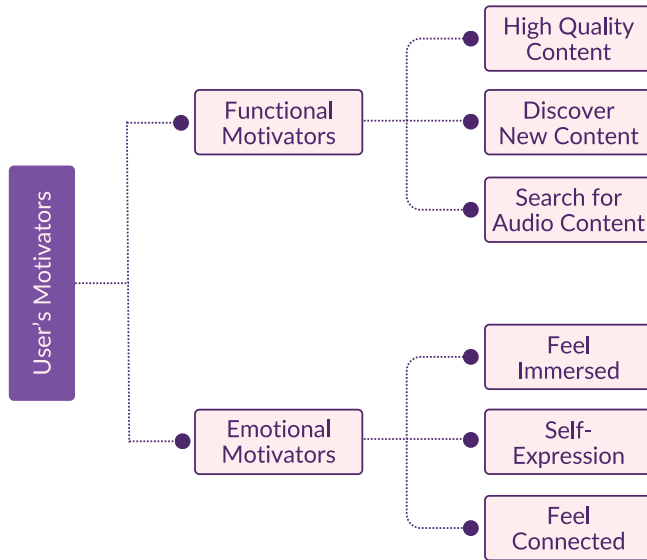 User's Motivators
Functional
Motivators
High Quality
Content
Discover
New Content
Search for
Audio Content
Emotional
Motivators
Feel
Immersed
Self-
Expression
Feel
Connected